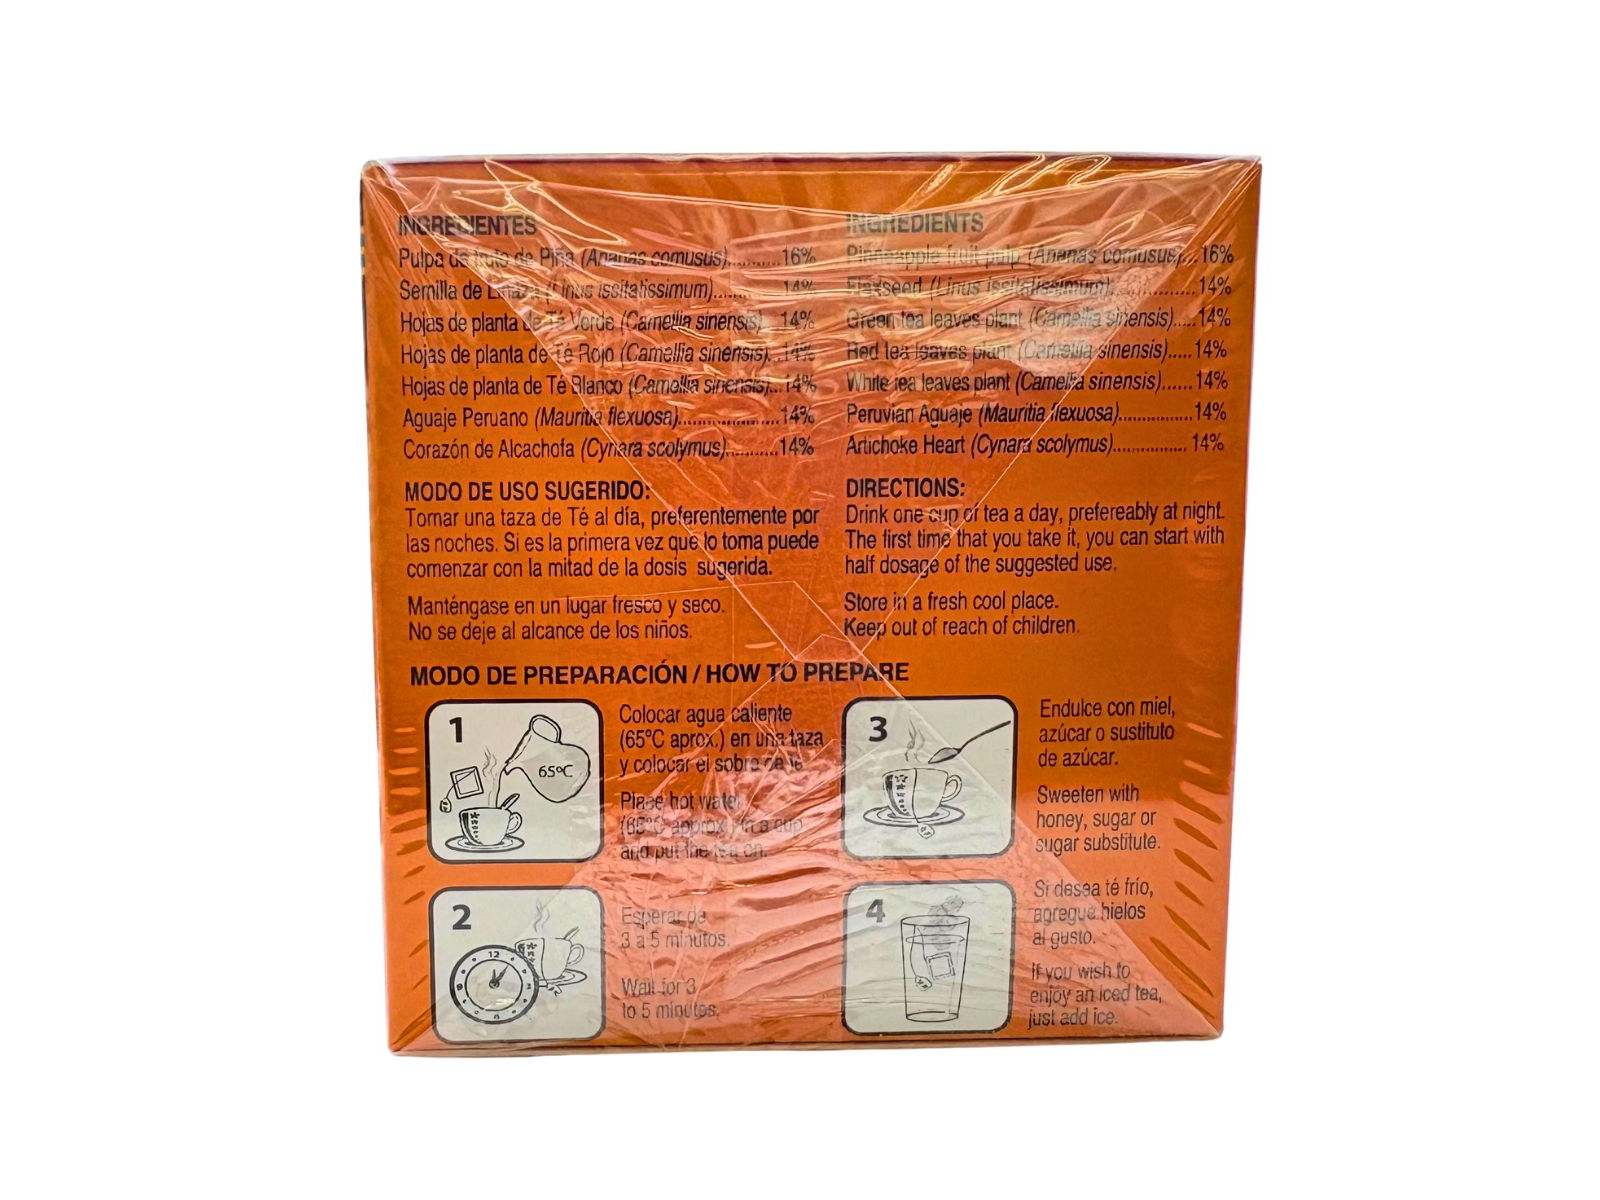 INGREDIENTES
Pulpa de fruto de Piña (Ananas comusus)...........16%
Semilla de Linaza (Linus issitatissimum)...........14%
Hojas de planta de Té Verde (Camellia sinensis)...14%
Hojas de planta de Té Rojo (Camellia sinensis)...14%
Hojas de planta de Té Blanco (Camellia sinensis)...14%
Aguaje Peruano (Mauritia flexuosa)......................14%
Corazón de Alcachofa (Cynara scolymus)...........14%
MODO DE USO SUGERIDO:
Tomar una taza de Té al día, preferentemente por
las noches. Si es la primera vez que lo toma puede
comenzar con la mitad de la dosis sugerida.
Manténgase en un lugar fresco y seco.
No se deje al alcance de los niños.
INGREDIENTS
Pineapple fruit pulp (Ananas comusus)...16%
Flaxseed (Linus issitatissimum)................14%
Green tea leaves plant (Camellia sinensis).....14%
Red tea leaves plant (Camellia sinensis).....14%
White tea leaves plant (Camellia sinensis)......14%
Peruvian Aguaje (Mauritia flexuosa)................14%
Artichoke Heart (Cynara scolymus)................14%
DIRECTIONS:
Drink one cup of tea a day, prefereably at night.
The first time that you take it, you can start with
half dosage of the suggested use.
Store in a fresh cool place.
Keep out of reach of children.
MODO DE PREPARACIÓN / HOW TO PREPARE
1
65ºC
Colocar agua caliente
(65ºC aprox.) en una taza
y colocar el sobre de té
Place hot water
(65ºC approx.) in a cup
and put the tea on.
2
12
Esperar de
3 a 5 minutos.
Wait for 3
to 5 minutes.
3
Endulce con miel,
azúcar o sustituto
de azúcar.
Sweeten with
honey, sugar or
sugar substitute.
4
Si desea té frío,
agregue hielos
al gusto.
If you wish to
enjoy an iced tea,
just add ice.